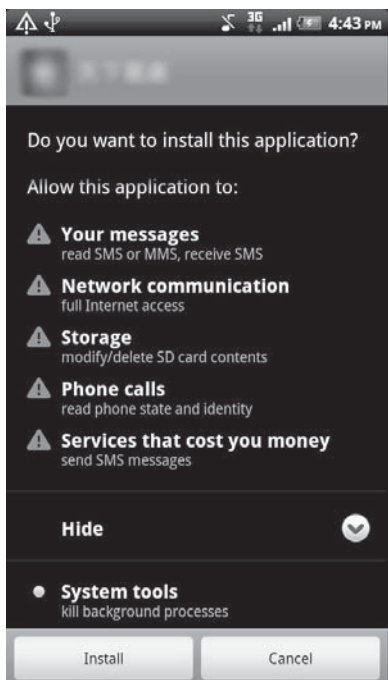 3G 4:43 PM
Do you want to install this application?
Allow this application to:
Your messages
read SMS or MMS, receive SMS
Network communication
full Internet access
Storage
modify/delete SD card contents
Phone calls
read phone state and identity
Services that cost you money
send SMS messages
Hide
System tools
kill background processes
Install Cancel